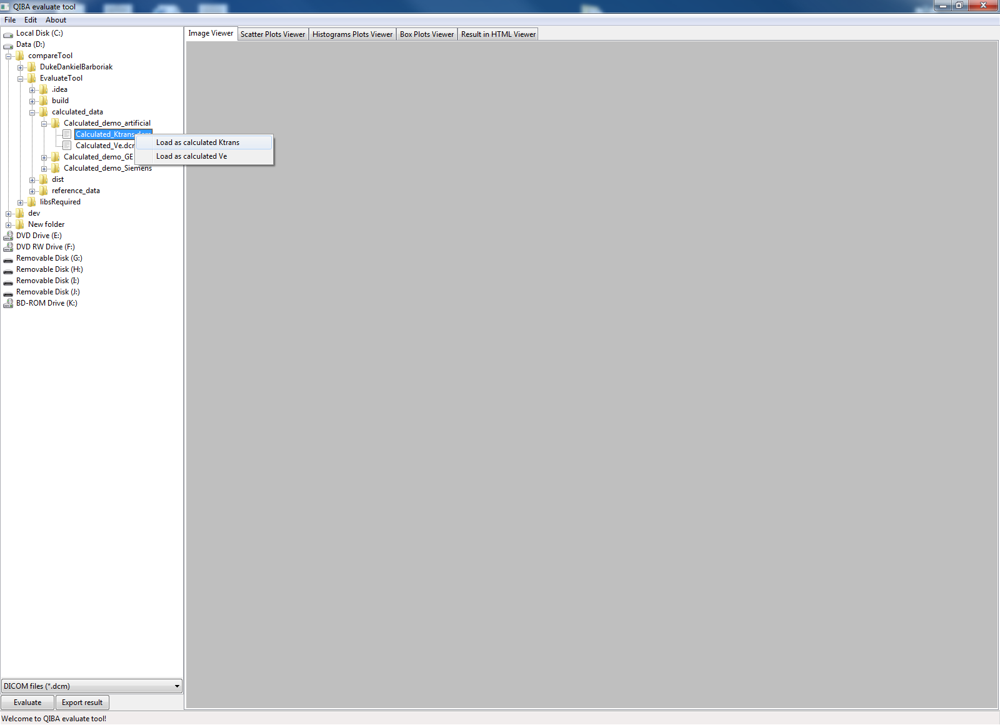 QIBA evaluate tool
File Edit About
Image Viewer Scatter Plots Viewer Histograms Plots Viewer Box Plots Viewer Result in HTML Viewer
Local Disk (C:)
Data (D:)
compareTool
DukeDankielBarboriak
EvaluateTool
.idea
build
calculated_data
Calculated_demo_artificial
Calculated_Ktrans.dcm
Load as calculated Ktrans
Calculated_Ve.dcm
Load as calculated Ve
Calculated_demo_GE
Calculated_demo_Siemens
dist
reference_data
libsRequired
dev
New folder
DVD Drive (E:)
DVD RW Drive (F:)
Removable Disk (G:)
Removable Disk (H:)
Removable Disk (I:)
Removable Disk (J:)
BD-ROM Drive (K:)
DICOM files (*.dcm)
Evaluate Export result
Welcome to QIBA evaluate tool!